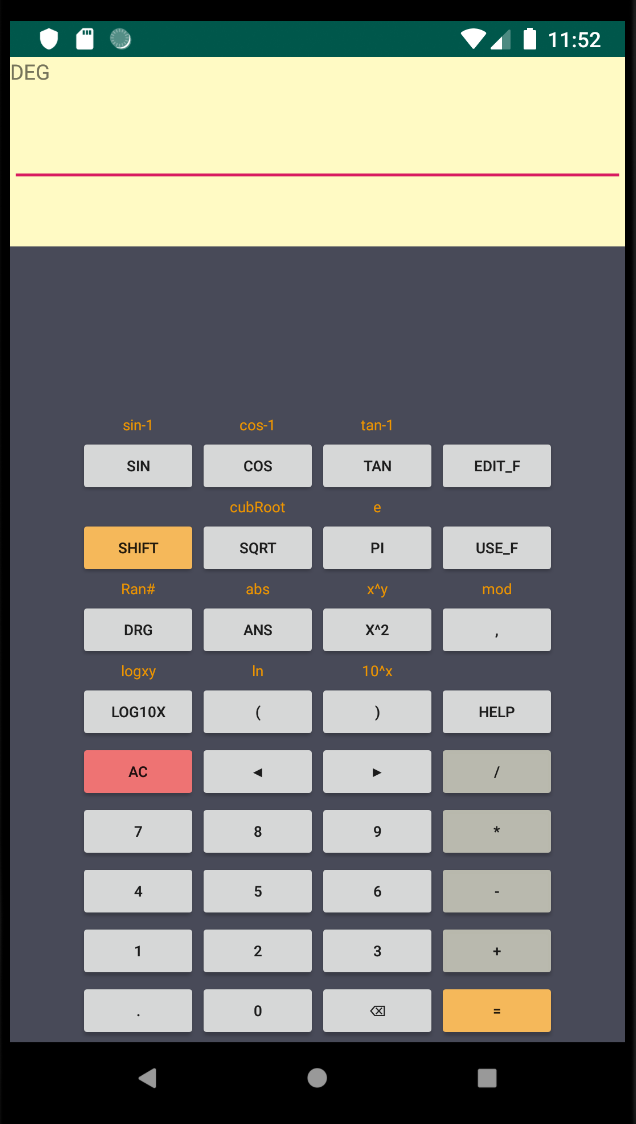 11:52
DEG
sin-1 cos-1 tan-1
SIN COS TAN EDIT_F
cubRoot e
SHIFT SQRT PI USE_F
Ran# abs x^y mod
DRG ANS X^2 ,
logxy ln 10^x
LOG10X ( ) HELP
AC ◄ ► /
7 8 9 *
4 5 6 -
1 2 3 +
. 0 ⌫ =